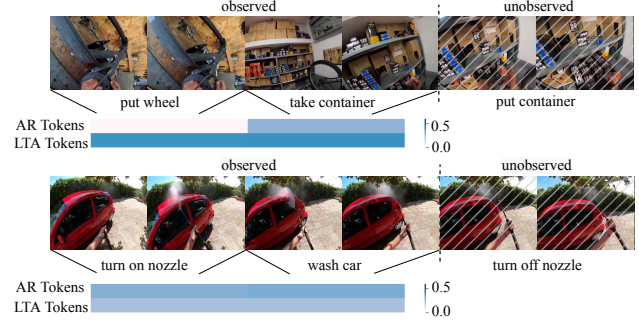 observed unobserved
put wheel take container put container
AR Tokens 0.5
LTA Tokens 0.0
observed unobserved
turn on nozzle wash car turn off nozzle
AR Tokens 0.5
LTA Tokens 0.0